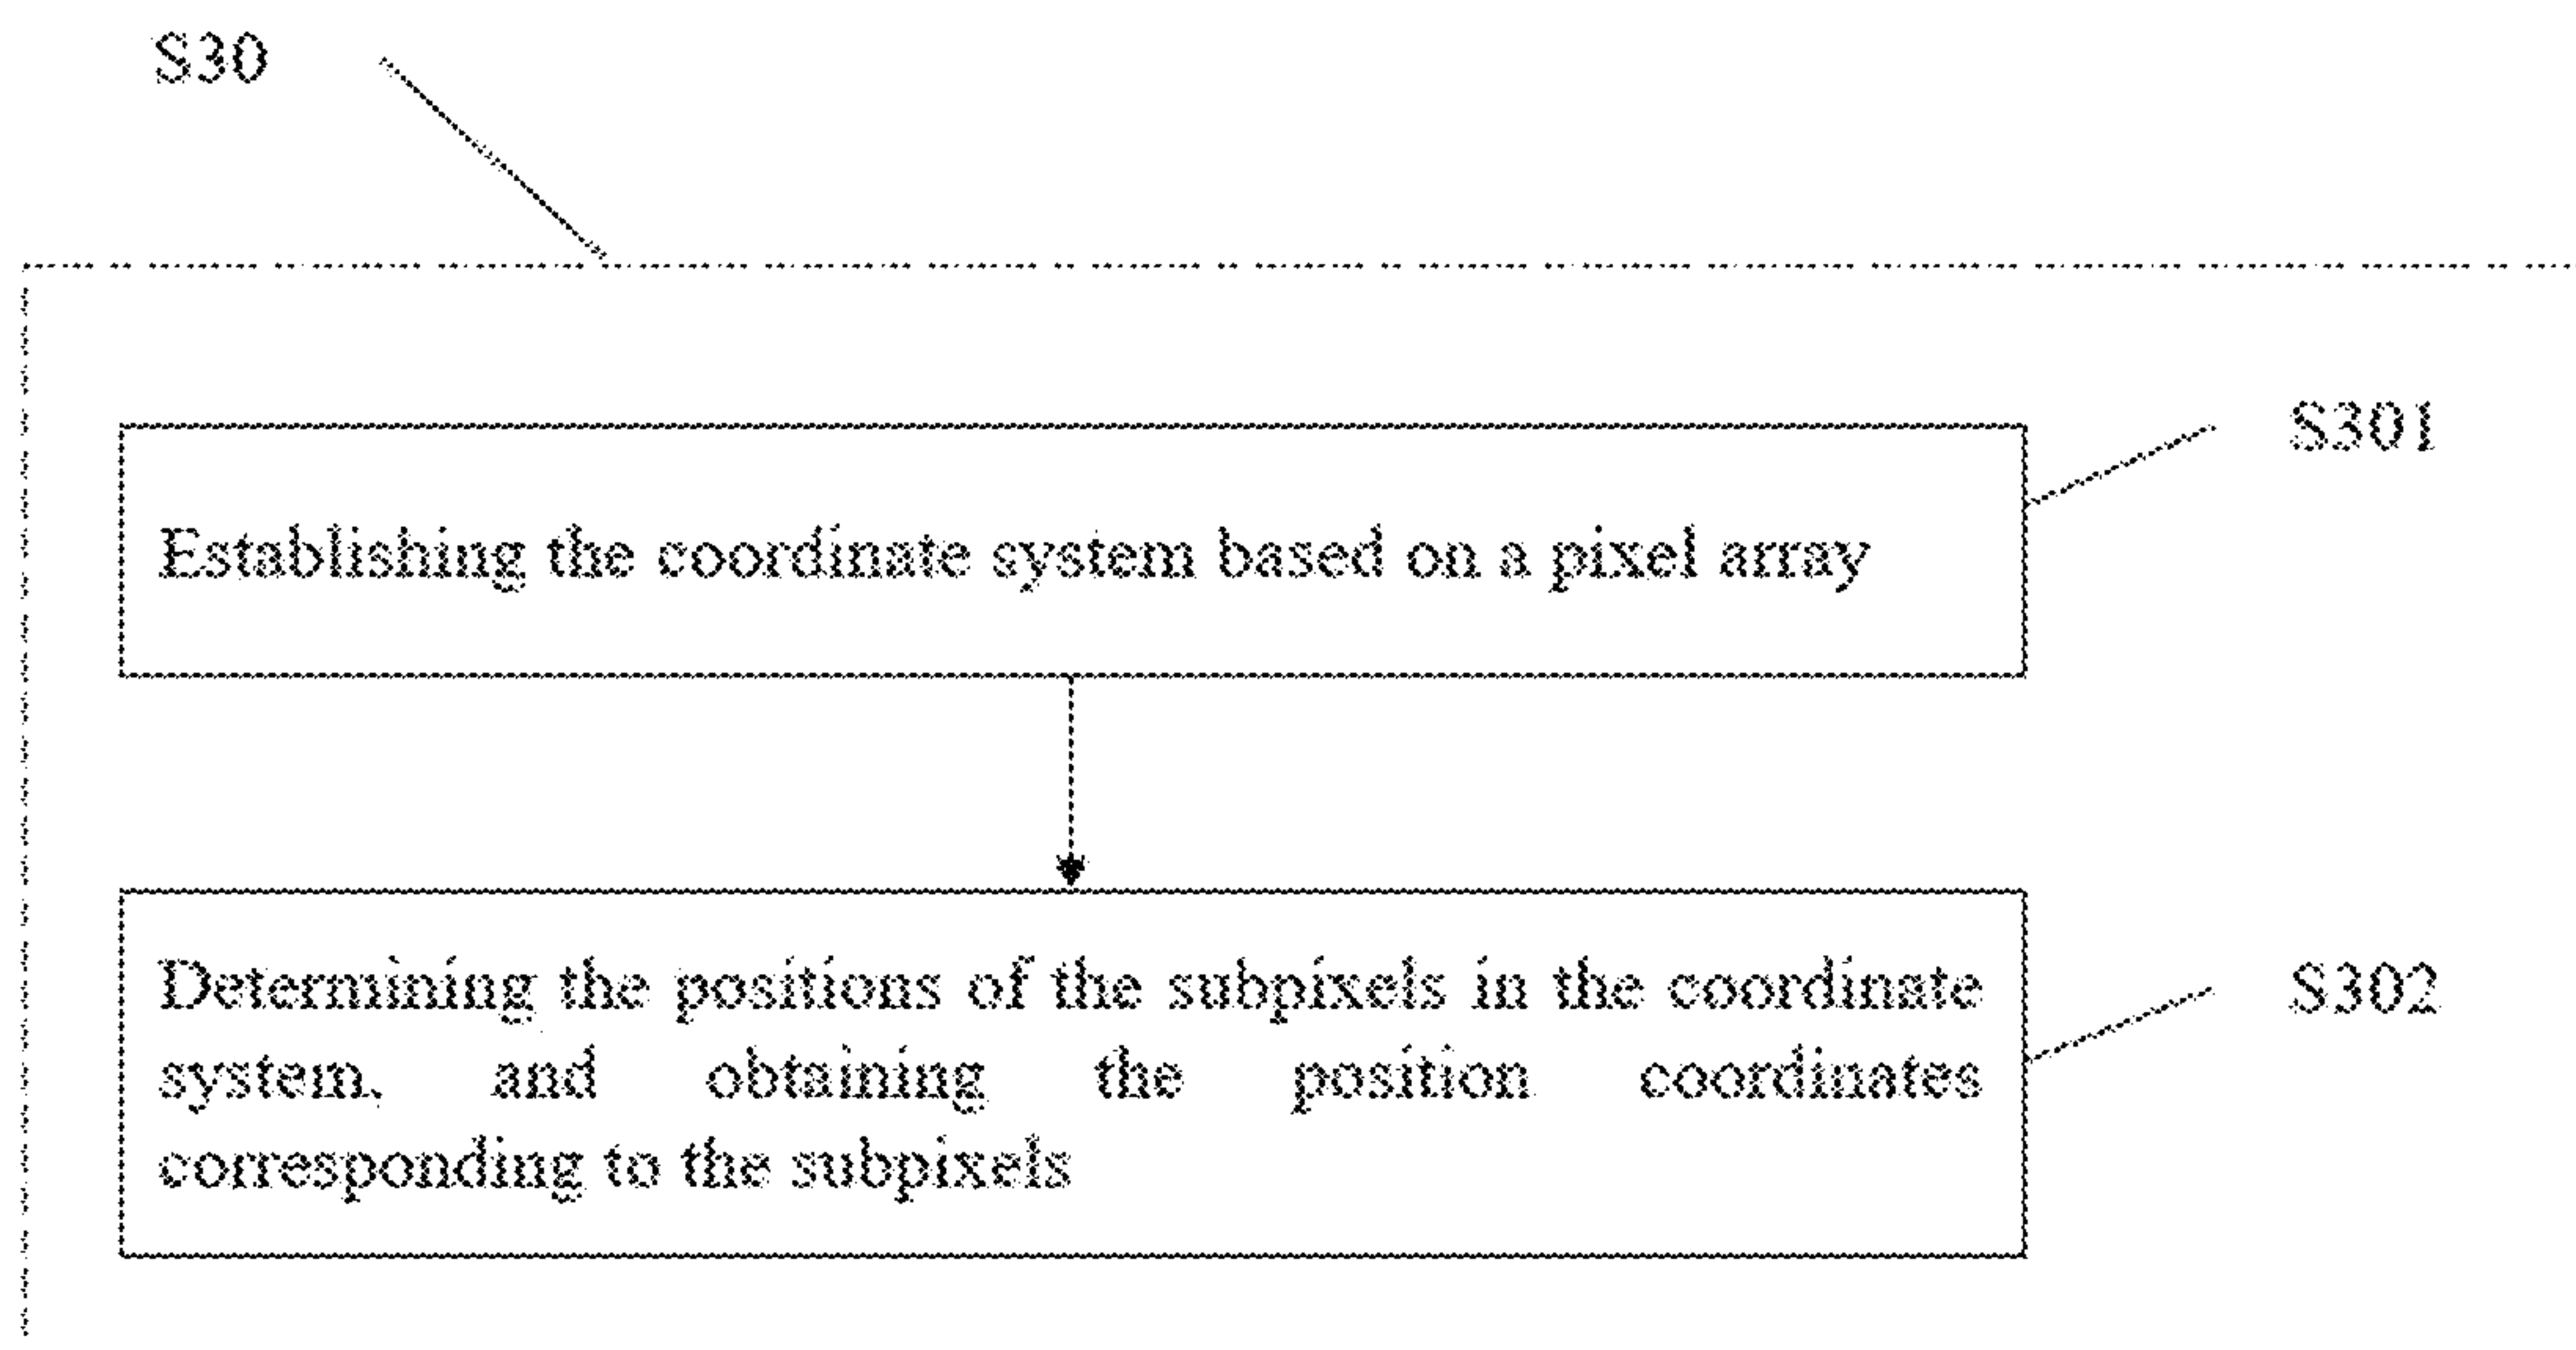 S30
S301
Establishing the coordinate system based on a pixel array
Determining the positions of the subpixels in the coordinate
S302
system, and obtaining the position coordinates
corresponding to the subpixels